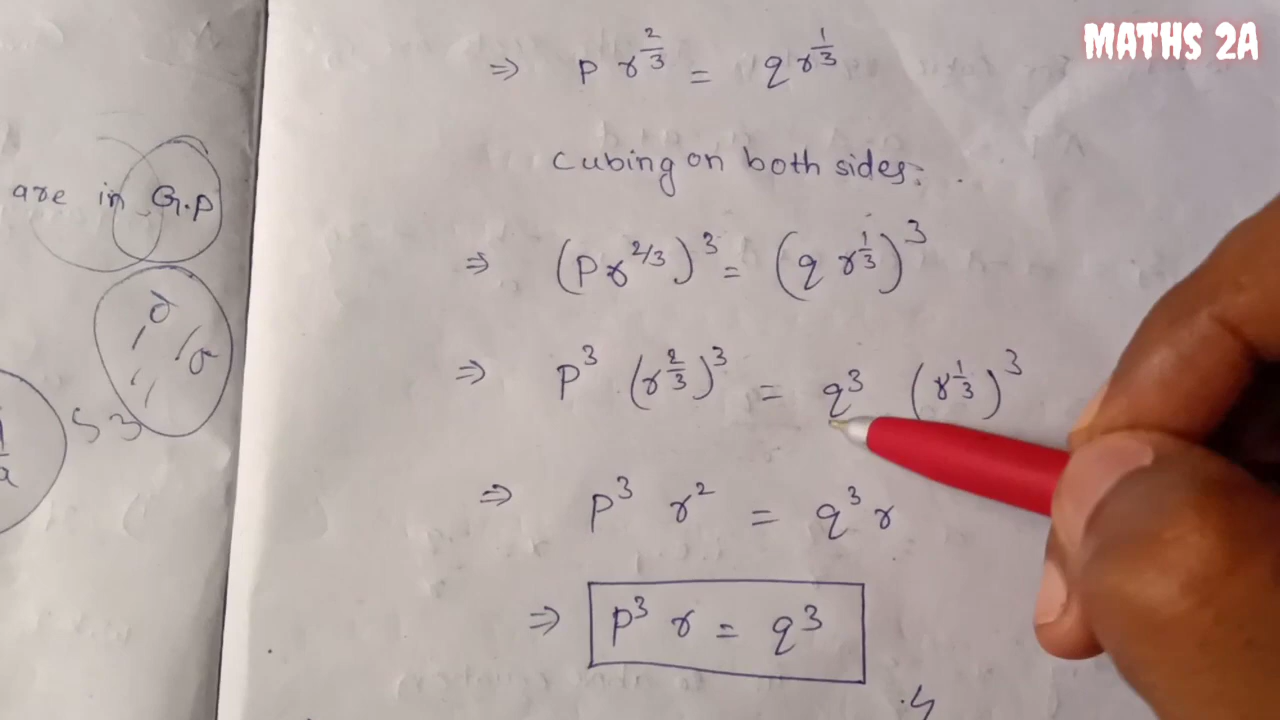 MATHS 2A
⇒ p r^{2/3} = q r^{1/3}
Cubing on both sides:
are in G.P
⇒ (p r^{2/3})^3 = (q r^{1/3})^3
⇒ p^3 (r^{2/3})^3 = q^3 (r^{1/3})^3
S3
⇒ p^3 r^2 = q^3 r
⇒ p^3 r = q^3